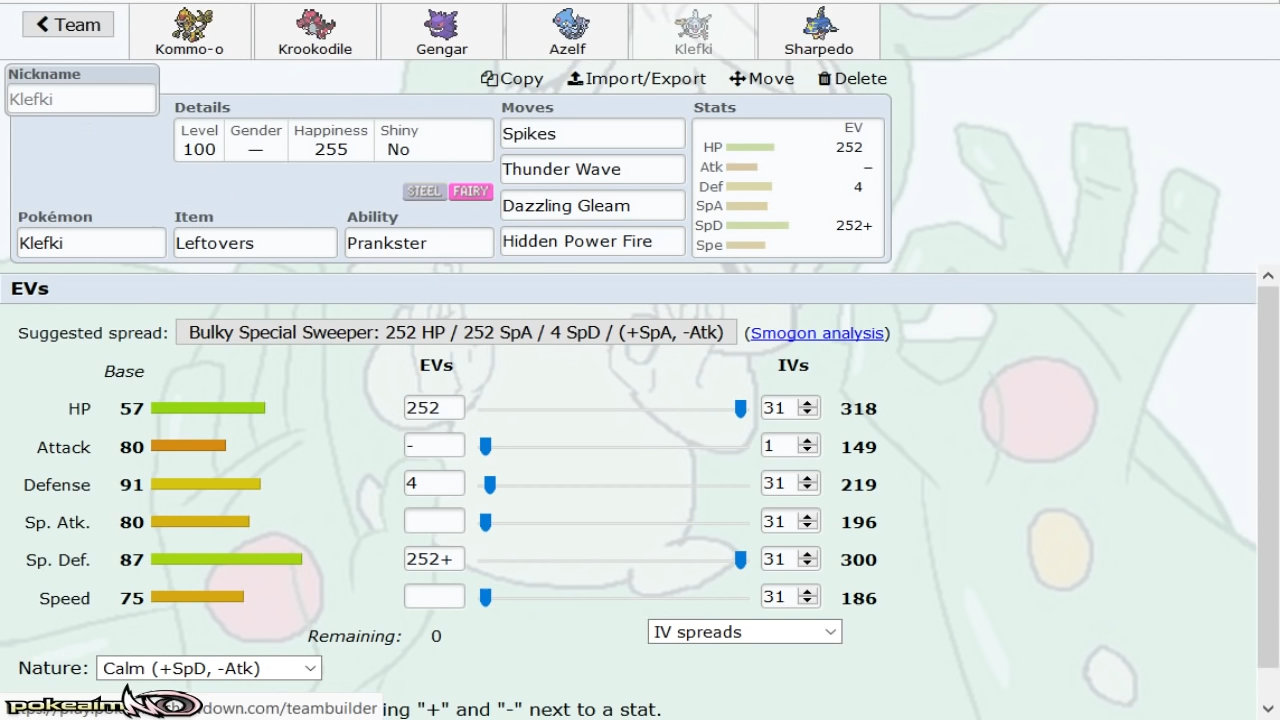 Team
Kommo-o
Krookodile
Gengar
Azelf
Klefki
Sharpedo
Nickname
Klefki
Copy Import/Export Move Delete
Details
Level Gender Happiness Shiny
100 — 255 No
STEEL FAIRY
Pokémon Item Ability
Klefki Leftovers Prankster
Moves
Spikes
Thunder Wave
Dazzling Gleam
Hidden Power Fire
Stats
EV
HP 252
Atk –
Def 4
SpA
SpD 252+
Spe
EVs
Suggested spread: Bulky Special Sweeper: 252 HP / 252 SpA / 4 SpD / (+SpA, -Atk) (Smogon analysis)
Base EVs IVs
HP 57 252 31 318
Attack 80 - 1 149
Defense 91 4 31 219
Sp. Atk. 80 31 196
Sp. Def. 87 252+ 31 300
Speed 75 31 186
Remaining: 0 IV spreads
Nature: Calm (+SpD, -Atk)
pokeaim
down.com/teambuilder ing "+" and "-" next to a stat.